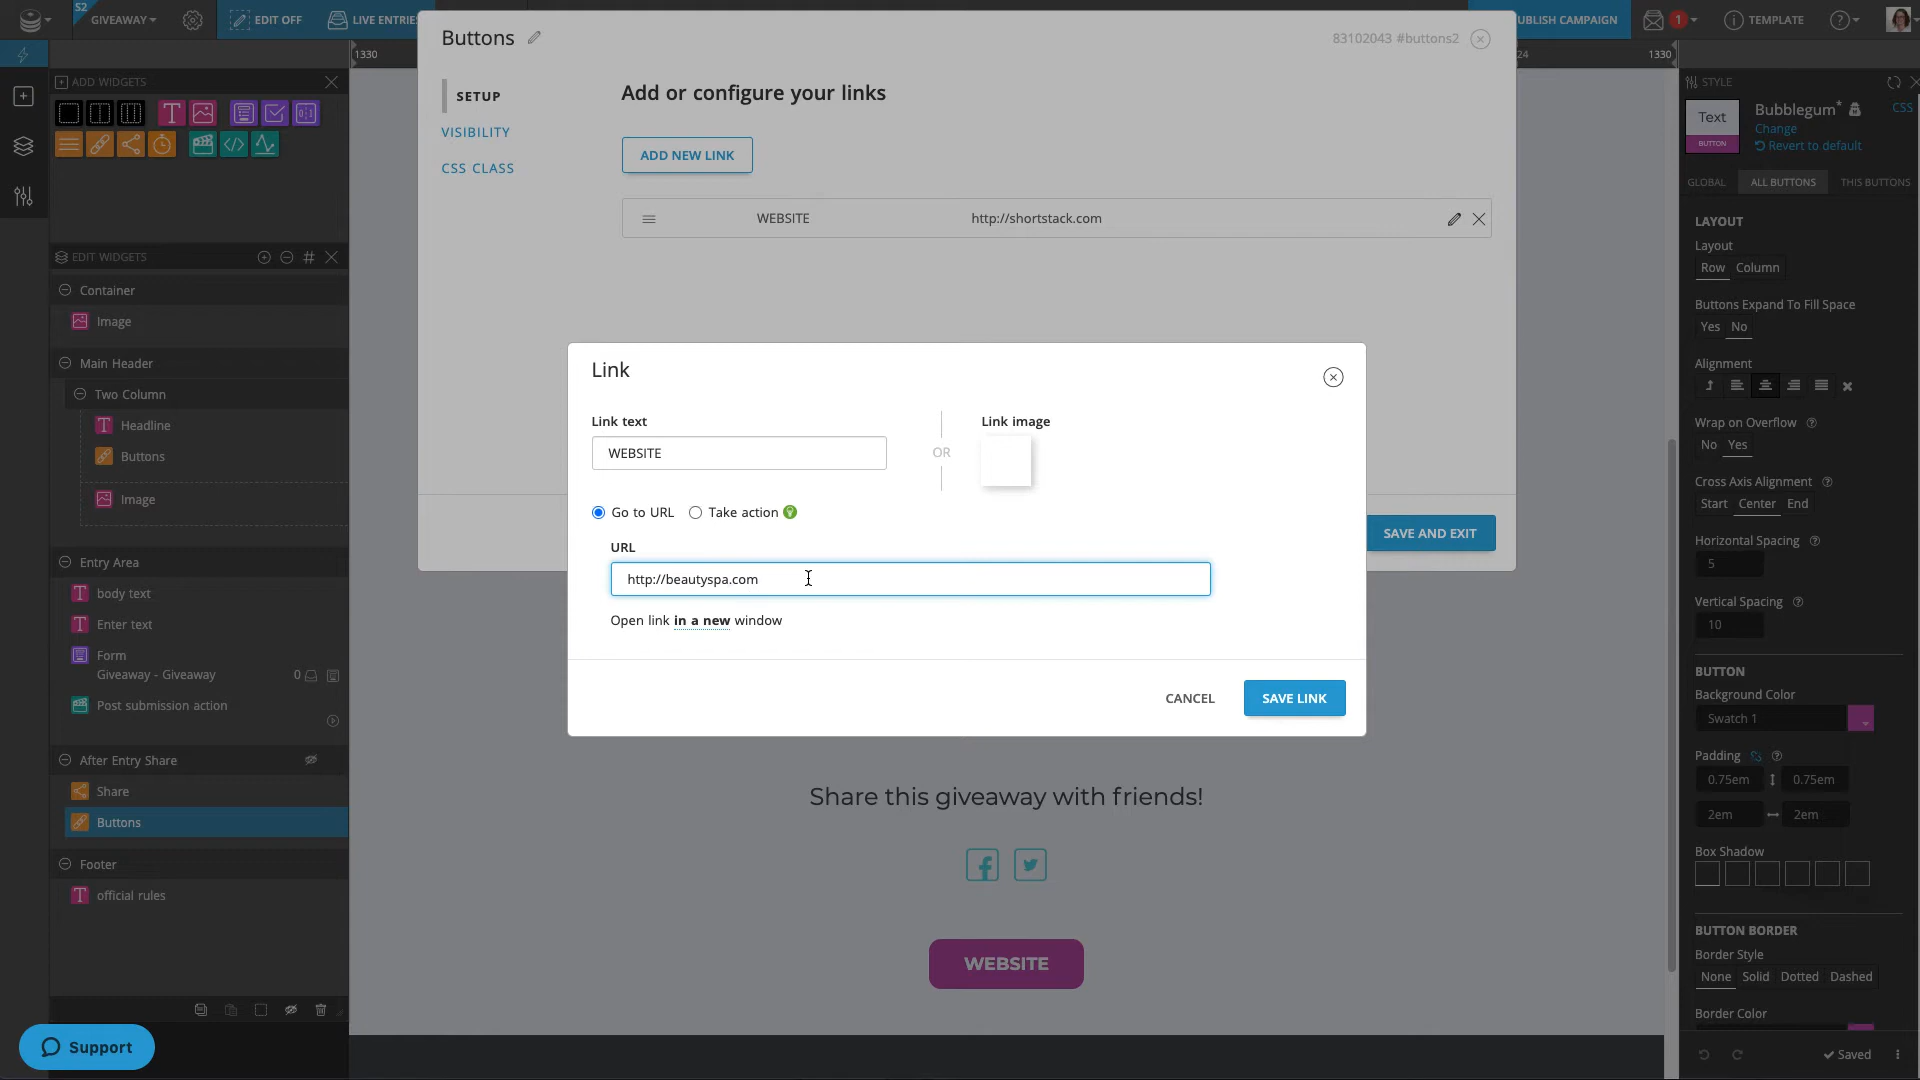 S2
GIVEAWAY
EDIT OFF
LIVE ENTRIES
UBLISH CAMPAIGN
1
TEMPLATE
1330
24
1330
ADD WIDGETS
EDIT WIDGETS
Container
Image
Main Header
Two Column
Headline
Buttons
Image
Entry Area
body text
Enter text
Form
Giveaway - Giveaway
0
Post submission action
After Entry Share
Share
Buttons
Footer
official rules
Support
Buttons
83102043 #buttons2
SETUP
VISIBILITY
CSS CLASS
Add or configure your links
ADD NEW LINK
WEBSITE
http://shortstack.com
SAVE AND EXIT
Link
Link text
WEBSITE
OR
Link image
Go to URL
Take action
URL
http://beautyspa.com
Open link in a new window
CANCEL
SAVE LINK
Share this giveaway with friends!
WEBSITE
STYLE
Text
BUTTON
Bubblegum*
CSS
Change
Revert to default
GLOBAL
ALL BUTTONS
THIS BUTTONS
LAYOUT
Layout
Row Column
Buttons Expand To Fill Space
Yes No
Alignment
Wrap on Overflow
No Yes
Cross Axis Alignment
Start Center End
Horizontal Spacing
5
Vertical Spacing
10
BUTTON
Background Color
Swatch 1
Padding
0.75em 0.75em
2em 2em
Box Shadow
BUTTON BORDER
Border Style
None Solid Dotted Dashed
Border Color
Saved